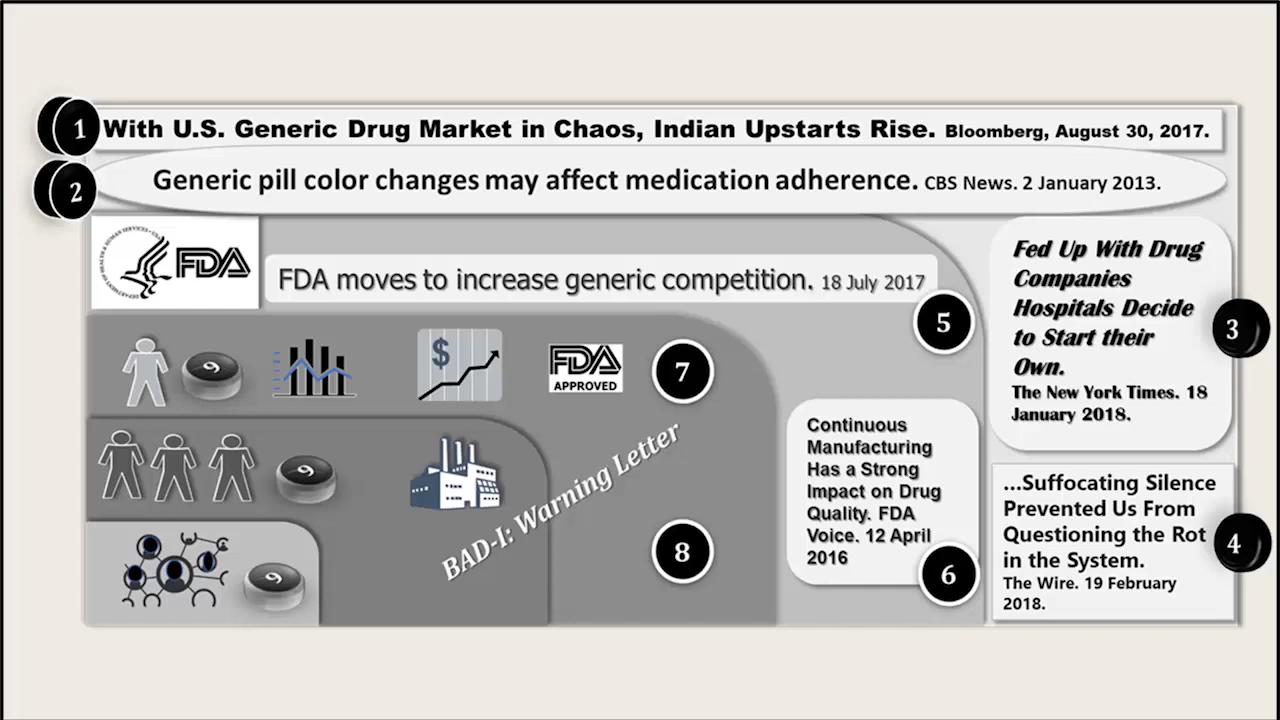 1
With U.S. Generic Drug Market in Chaos, Indian Upstarts Rise. Bloomberg, August 30, 2017.
2
Generic pill color changes may affect medication adherence. CBS News. 2 January 2013.
FDA
FDA moves to increase generic competition. 18 July 2017
5
Fed Up With Drug
Companies
Hospitals Decide
to Start their
Own.
The New York Times. 18
January 2018.
3
9
$
FDA
APPROVED
7
9
BAD-I: Warning Letter
8
9
Continuous
Manufacturing
Has a Strong
Impact on Drug
Quality. FDA
Voice. 12 April
2016
6
...Suffocating Silence
Prevented Us From
Questioning the Rot
in the System.
The Wire. 19 February
2018.
4